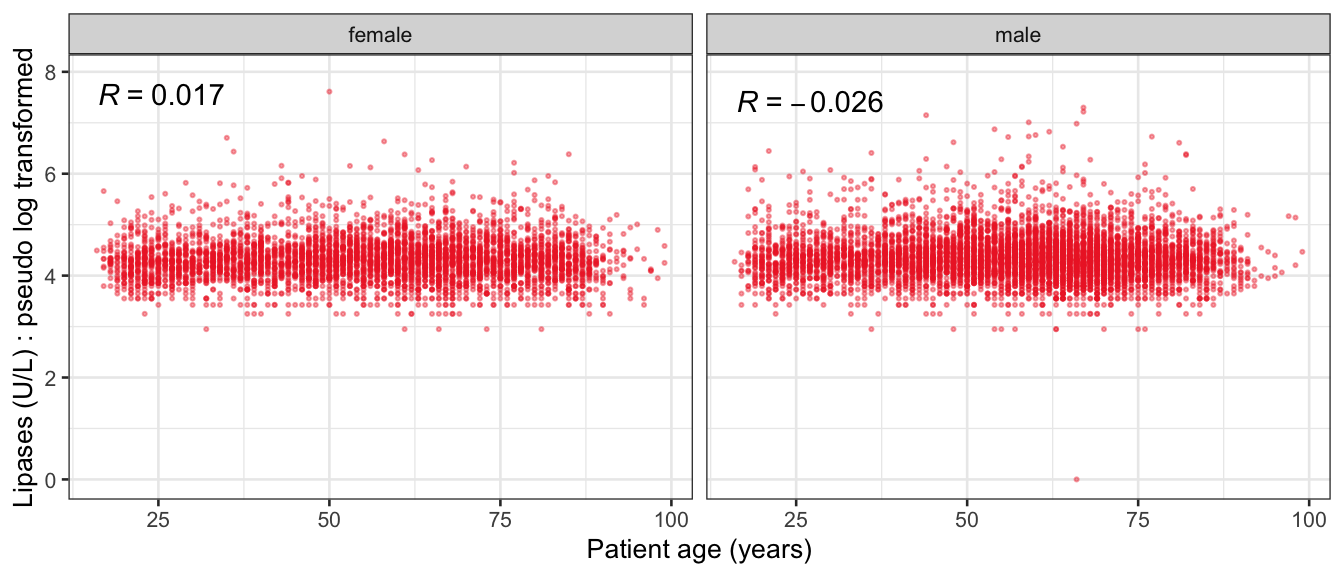 female
male
Lipases (U/L) : pseudo log transformed
8
6
4
2
0
R = 0.017
R = −0.026
25
50
75
100
25
50
75
100
Patient age (years)